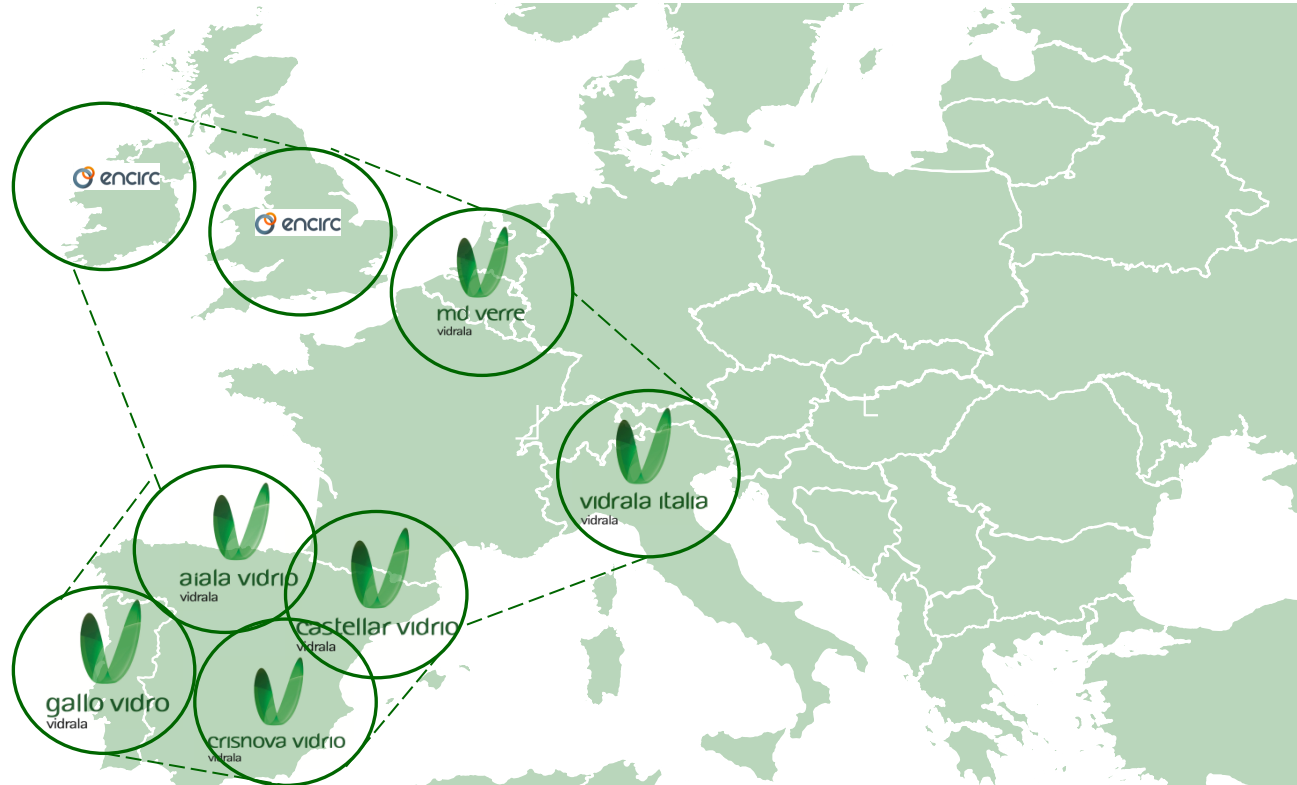 encirc
encirc
md verre
vidrala
vidrala italia
vidrala
aiala vidrio
vidrala
castellar vidrio
vidrala
gallo vidro
vidrala
crisnova vidrio
vidrala